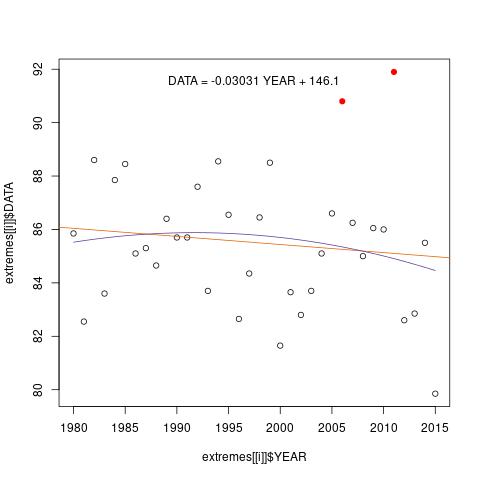 DATA = -0.03031 YEAR + 146.1
92
90
88
86
84
82
80
extremes[[i]]$DATA
1980 1985 1990 1995 2000 2005 2010 2015
extremes[[i]]$YEAR